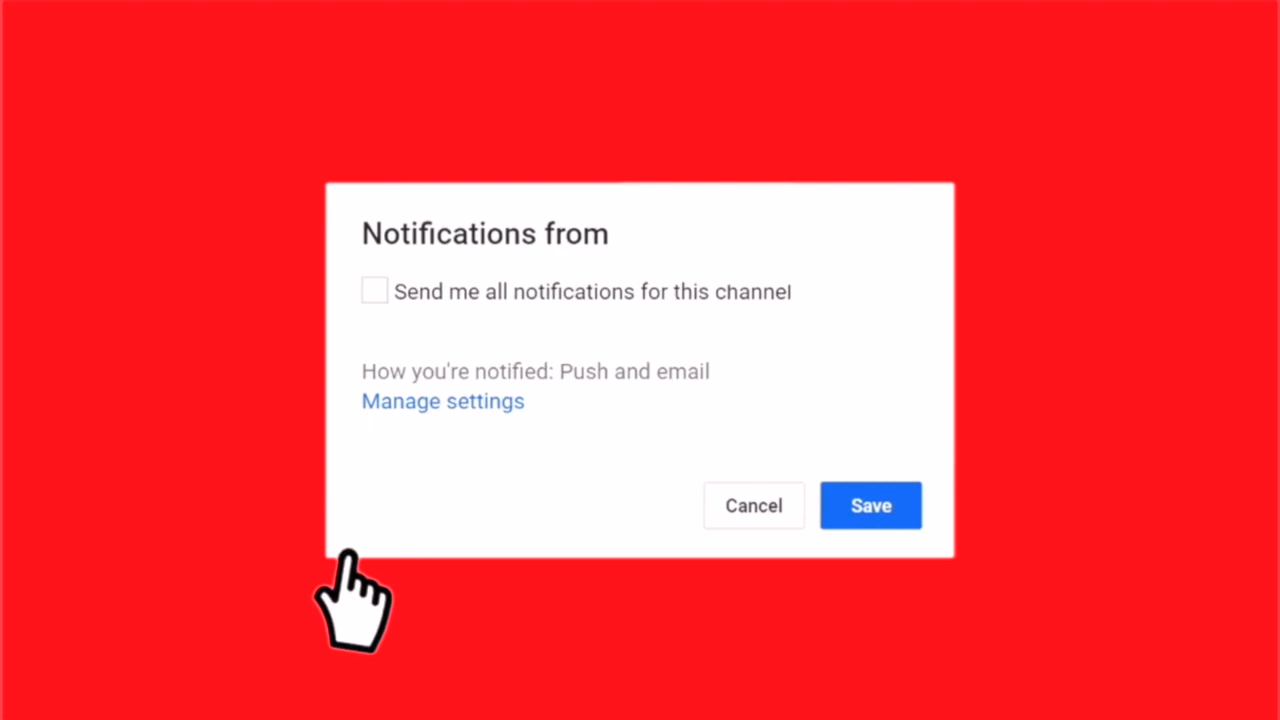 Notifications from
Send me all notifications for this channel
How you're notified: Push and email
Manage settings
Cancel
Save